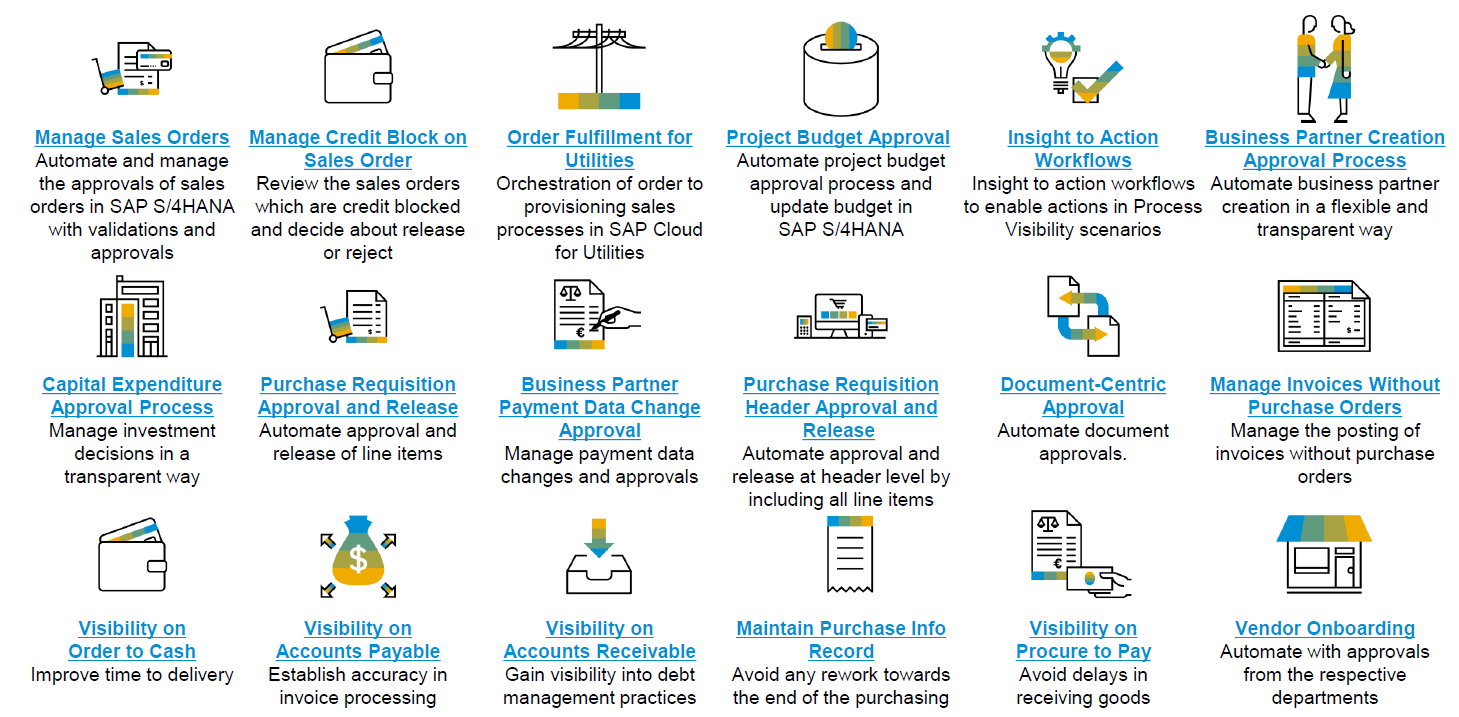 Manage Sales Orders
Automate and manage
the approvals of sales
orders in SAP S/4HANA
with validations and
approvals
Manage Credit Block on
Sales Order
Review the sales orders
which are credit blocked
and decide about release
or reject
Order Fulfillment for
Utilities
Orchestration of order to
provisioning sales
processes in SAP Cloud
for Utilities
Project Budget Approval
Automate project budget
approval process and
update budget in
SAP S/4HANA
Insight to Action
Workflows
Insight to action workflows
to enable actions in Process
Visibility scenarios
Business Partner Creation
Approval Process
Automate business partner
creation in a flexible and
transparent way
$ –
Capital Expenditure
Approval Process
Manage investment
decisions in a
transparent way
$ –
Purchase Requisition
Approval and Release
Automate approval and
release of line items
€
Business Partner
Payment Data Change
Approval
Manage payment data
changes and approvals
Purchase Requisition
Header Approval and
Release
Automate approval and
release at header level by
including all line items
Document-Centric
Approval
Automate document
approvals.
$ –
Manage Invoices Without
Purchase Orders
Manage the posting of
invoices without purchase
orders
Visibility on
Order to Cash
Improve time to delivery
$
Visibility on
Accounts Payable
Establish accuracy in
invoice processing
Visibility on
Accounts Receivable
Gain visibility into debt
management practices
Maintain Purchase Info
Record
Avoid any rework towards
the end of the purchasing
€
Visibility on
Procure to Pay
Avoid delays in
receiving goods
Vendor Onboarding
Automate with approvals
from the respective
departments